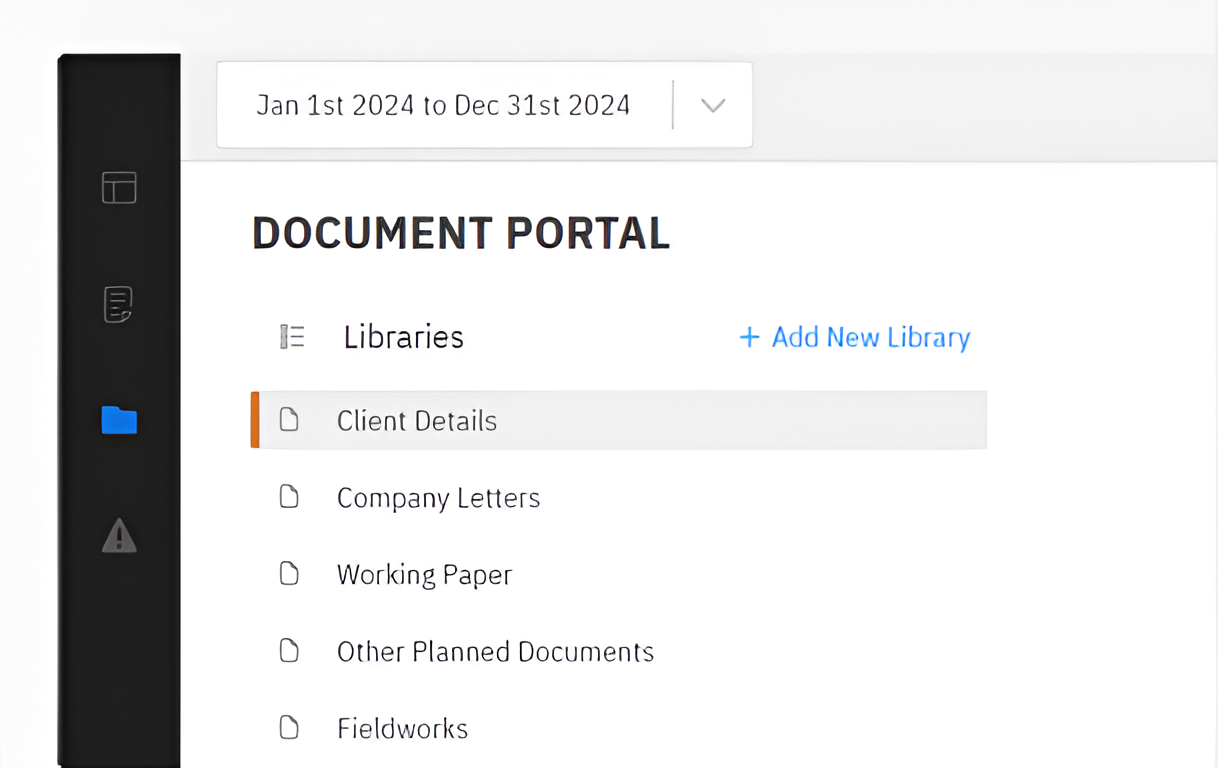 Jan 1st 2024 to Dec 31st 2024
DOCUMENT PORTAL
Libraries
+ Add New Library
Client Details
Company Letters
Working Paper
Other Planned Documents
Fieldworks